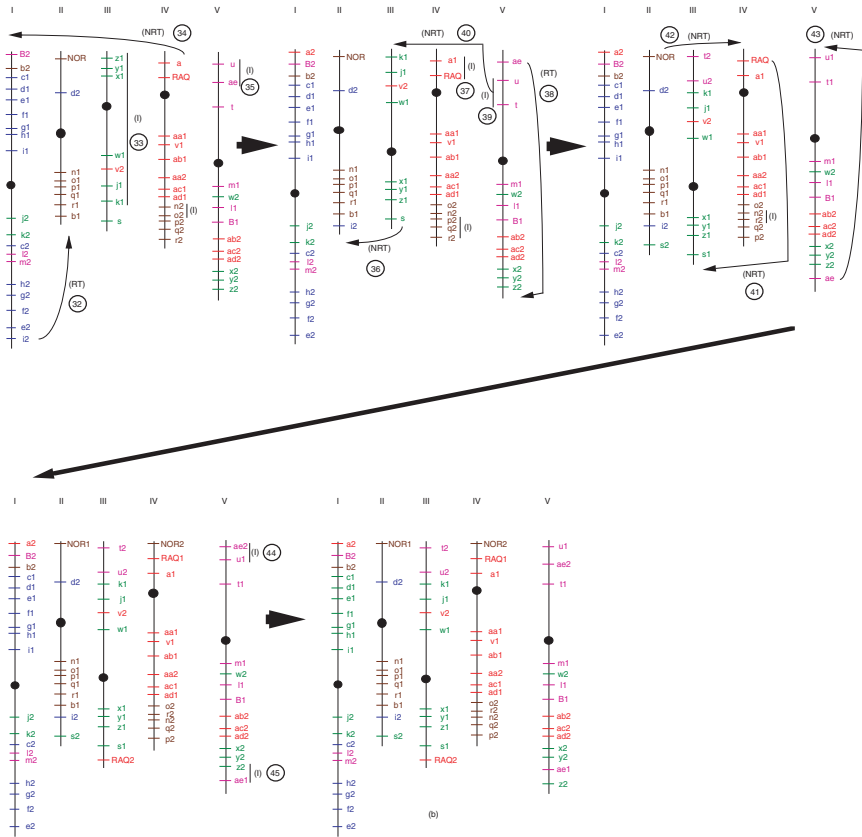 I II III IV V
(NRT) 34
B2
b2
c1
d1
e1
f1
g1
h1
i1
j2
k2
c2
l2
m2
h2
g2
f2
e2
i2
(RT)
32
NOR
d2
n1
o1
p1
q1
r1
b1
z1
y1
x1
w1
v2
j1
k1
s
(I)
33
a
RAQ
aa1
v1
ab1
aa2
ac1
ad1
n2
o2
p2
q2
r2
(I)
u
ae
t
m1
w2
l1
B1
ab2
ac2
ad2
x2
y2
z2
(I)
35
I II III IV V
a2
B2
b2
c1
d1
e1
f1
g1
h1
i1
j2
k2
c2
l2
m2
h2
g2
f2
e2
NOR
d2
n1
o1
p1
q1
r1
b1
i2
(NRT)
36
k1
j1
v2
w1
x1
y1
z1
s
(NRT) 40
a1
RAQ
aa1
v1
ab1
aa2
ac1
ad1
o2
n2
p2
q2
r2
(I)
37
(I)
(I)
39
ae
u
t
m1
w2
l1
B1
ab2
ac2
ad2
x2
y2
z2
(RT)
38
I II III IV V
a2
B2
b2
c1
d1
e1
f1
g1
h1
i1
j2
k2
c2
l2
m2
h2
g2
f2
e2
42
(NRT)
NOR
d2
n1
o1
p1
q1
r1
b1
i2
s2
t2
u2
k1
j1
v2
w1
x1
y1
z1
s1
RAQ
a1
aa1
v1
ab1
aa2
ac1
ad1
o2
n2
r2
q2
p2
(I)
(NRT)
41
43
u1
t1
m1
w2
l1
B1
ab2
ac2
ad2
x2
y2
z2
ae
I II III IV V
a2
B2
b2
c1
d1
e1
f1
g1
h1
i1
j2
k2
c2
l2
m2
h2
g2
f2
e2
NOR1
d2
n1
o1
p1
q1
r1
b1
i2
s2
t2
u2
k1
j1
v2
w1
x1
y1
z1
s1
RAQ2
NOR2
RAQ1
a1
aa1
v1
ab1
aa2
ac1
ad1
o2
r2
n2
q2
p2
ae2
u1
t1
m1
w2
l1
B1
ab2
ac2
ad2
x2
y2
z2
ae1
(I) 44
(I) 45
I II III IV V
a2
B2
b2
c1
d1
e1
f1
g1
h1
i1
j2
k2
c2
l2
m2
h2
g2
f2
e2
NOR1
d2
n1
o1
p1
q1
r1
b1
i2
s2
t2
u2
k1
j1
v2
w1
x1
y1
z1
s1
RAQ2
NOR2
RAQ1
a1
aa1
v1
ab1
aa2
ac1
ad1
o2
r2
n2
q2
p2
u1
ae2
t1
m1
w2
l1
B1
ab2
ac2
ad2
x2
y2
ae1
z2
(b)